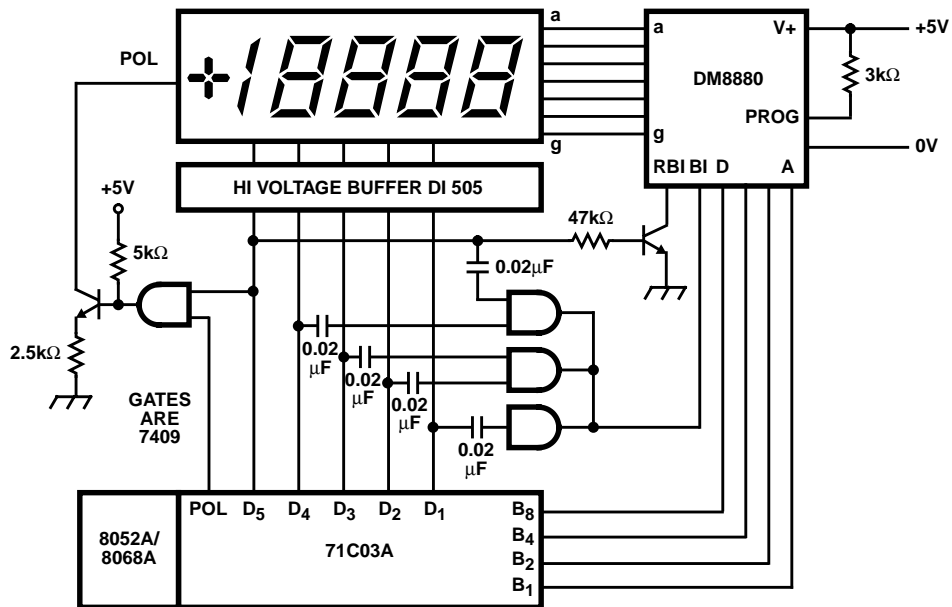 a
POL
+1 8888
g
HI VOLTAGE BUFFER DI 505
a
V+
DM8880
PROG
g
RBI BI D A
+5V
3kΩ
0V
+5V
5kΩ
2.5kΩ
47kΩ
0.02μF
0.02
μF
0.02
μF
0.02
μF
0.02
μF
GATES
ARE
7409
POL D5 D4 D3 D2 D1
8052A/
8068A
71C03A
B8
B4
B2
B1